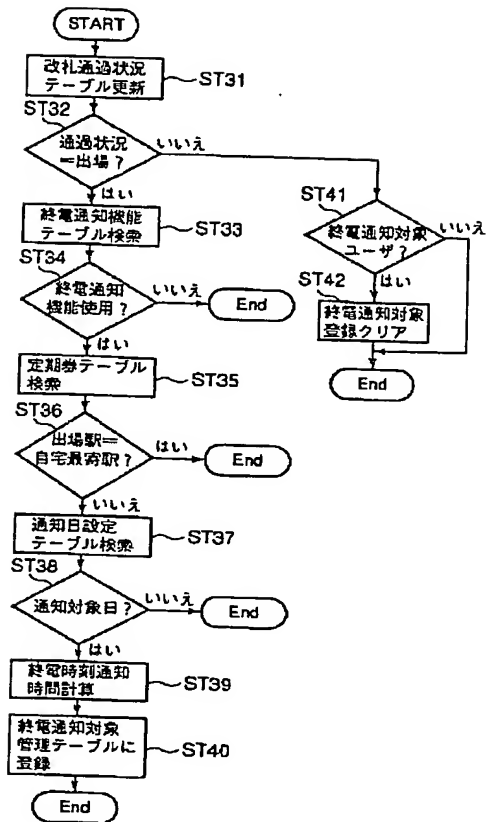 START
改札通過状況
テーブル更新
ST31
ST32
通過状況
=出場?
いいえ
はい
終電通知機能
テーブル検索
ST33
ST34
終電通知
機能使用?
いいえ
End
はい
定期券テーブル
検索
ST35
ST36
出場駅=
自宅最寄駅?
はい
End
いいえ
通知日設定
テーブル検索
ST37
ST38
通知対象日?
いいえ
End
はい
終電時刻通知
時間計算
ST39
終電通知対象
管理テーブルに
登録
ST40
End
ST41
終電通知対象
ユーザ?
いいえ
はい
ST42
終電通知対象
登録クリア
End